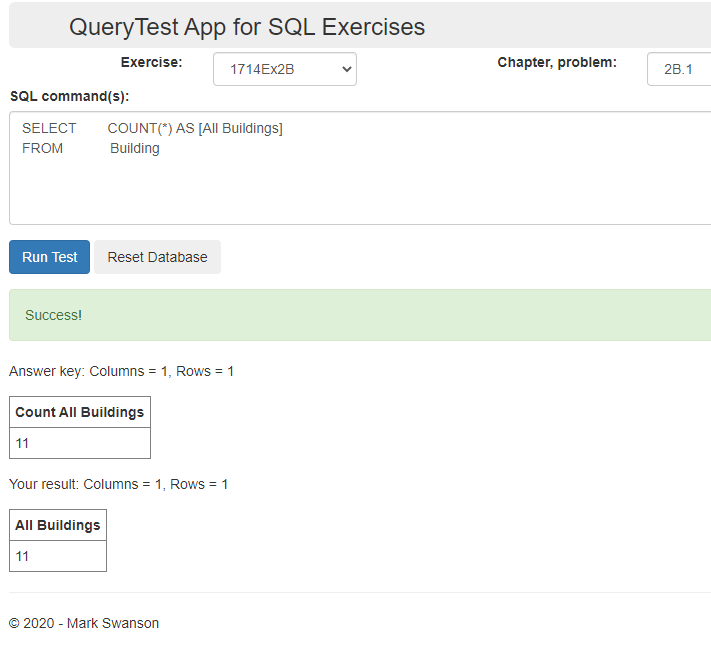 QueryTest App for SQL Exercises
Exercise: 1714Ex2B Chapter, problem: 2B.1
SQL command(s):
SELECT COUNT(*) AS [All Buildings]
FROM Building
Run Test Reset Database
Success!
Answer key: Columns = 1, Rows = 1
Count All Buildings
11
Your result: Columns = 1, Rows = 1
All Buildings
11
© 2020 - Mark Swanson